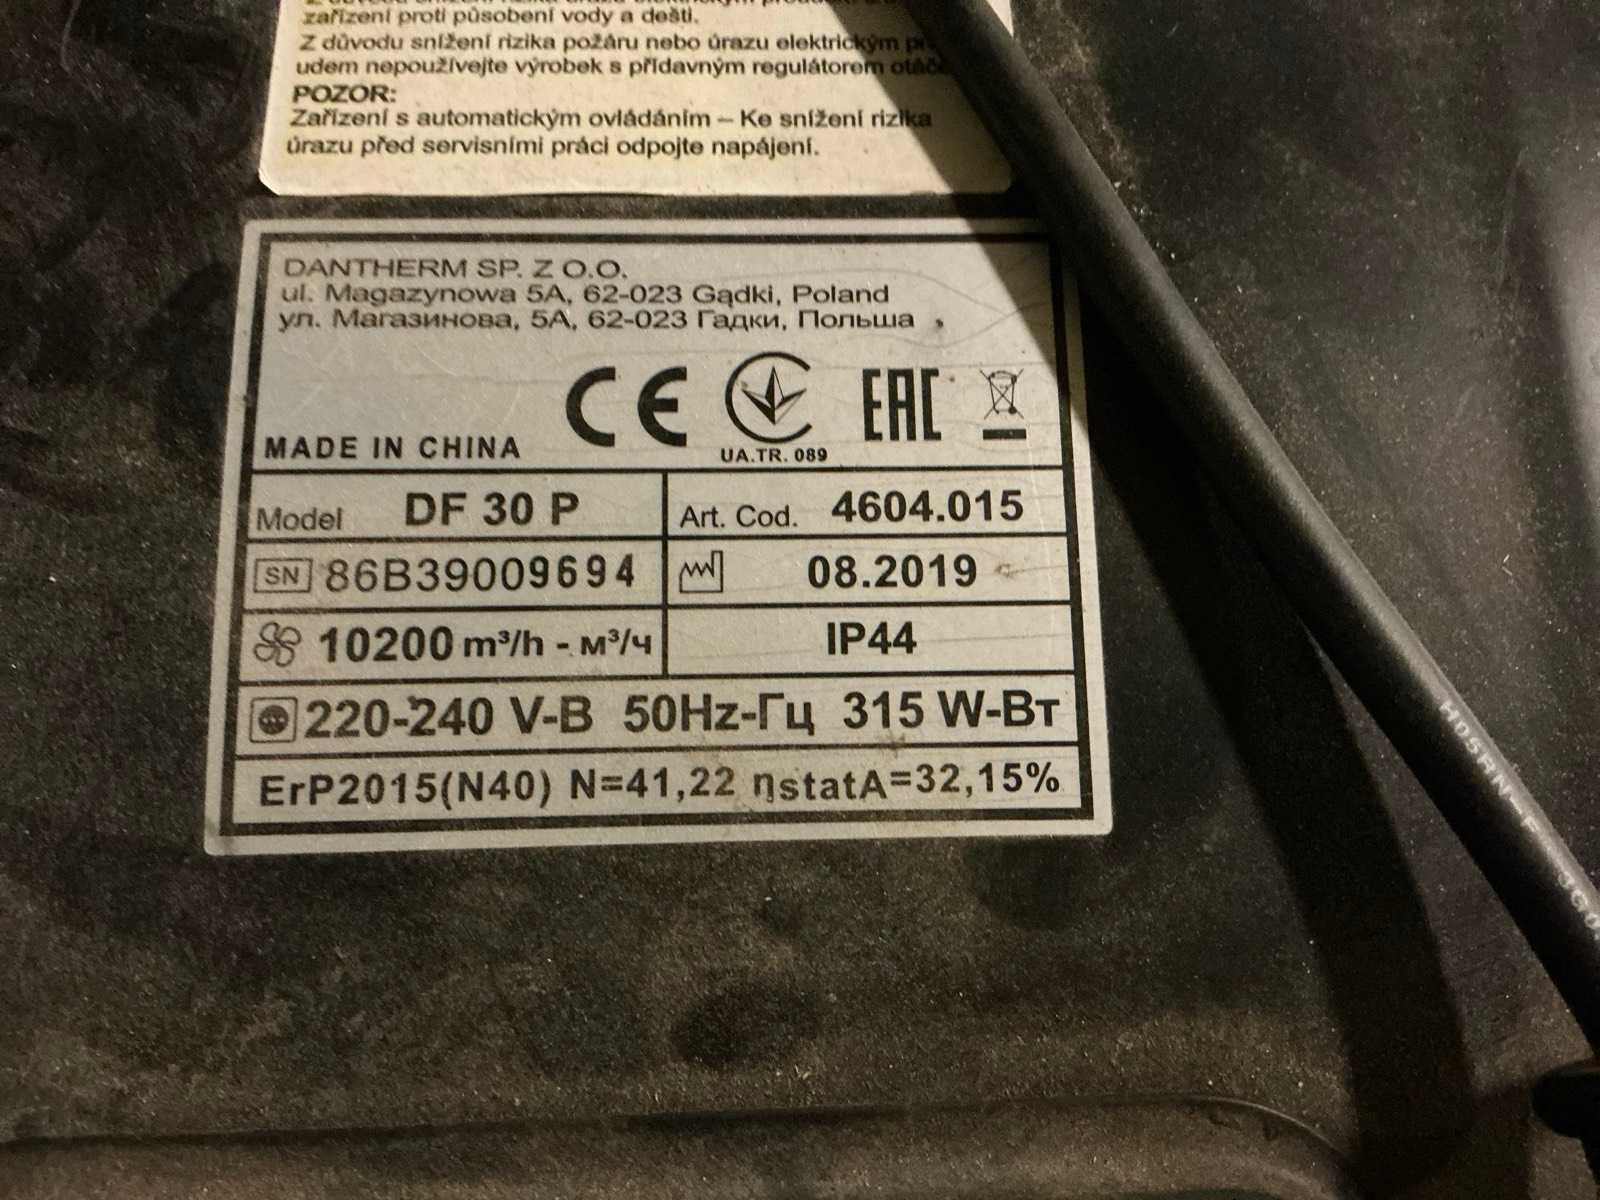 zařízení proti působení vody a dešti.
Z důvodu snížení rizika požáru nebo úrazu elektrickým
udem nepoužívejte výrobek s přídavným regulátorem
POZOR:
Zařízení s automatickým ovládáním – Ke snížení rizika
úrazu před servisními práci odpojte napájení.
DANTHERM SP. Z O.O.
ul. Magazynowa 5A, 62-023 Gądki, Poland
ул. Магазинова, 5A, 62-023 Гадки, Польша
CE EAC
MADE IN CHINA
UA.TR. 089
Model DF 30 P Art. Cod. 4604.015
SN 86B39009694 08.2019
10200 m³/h - м³/ч IP44
220-240 V-В 50Hz-Гц 315 W-Вт
ErP2015(N40) N=41,22 ηstatA=32,15%
H05RN-F 3G0.